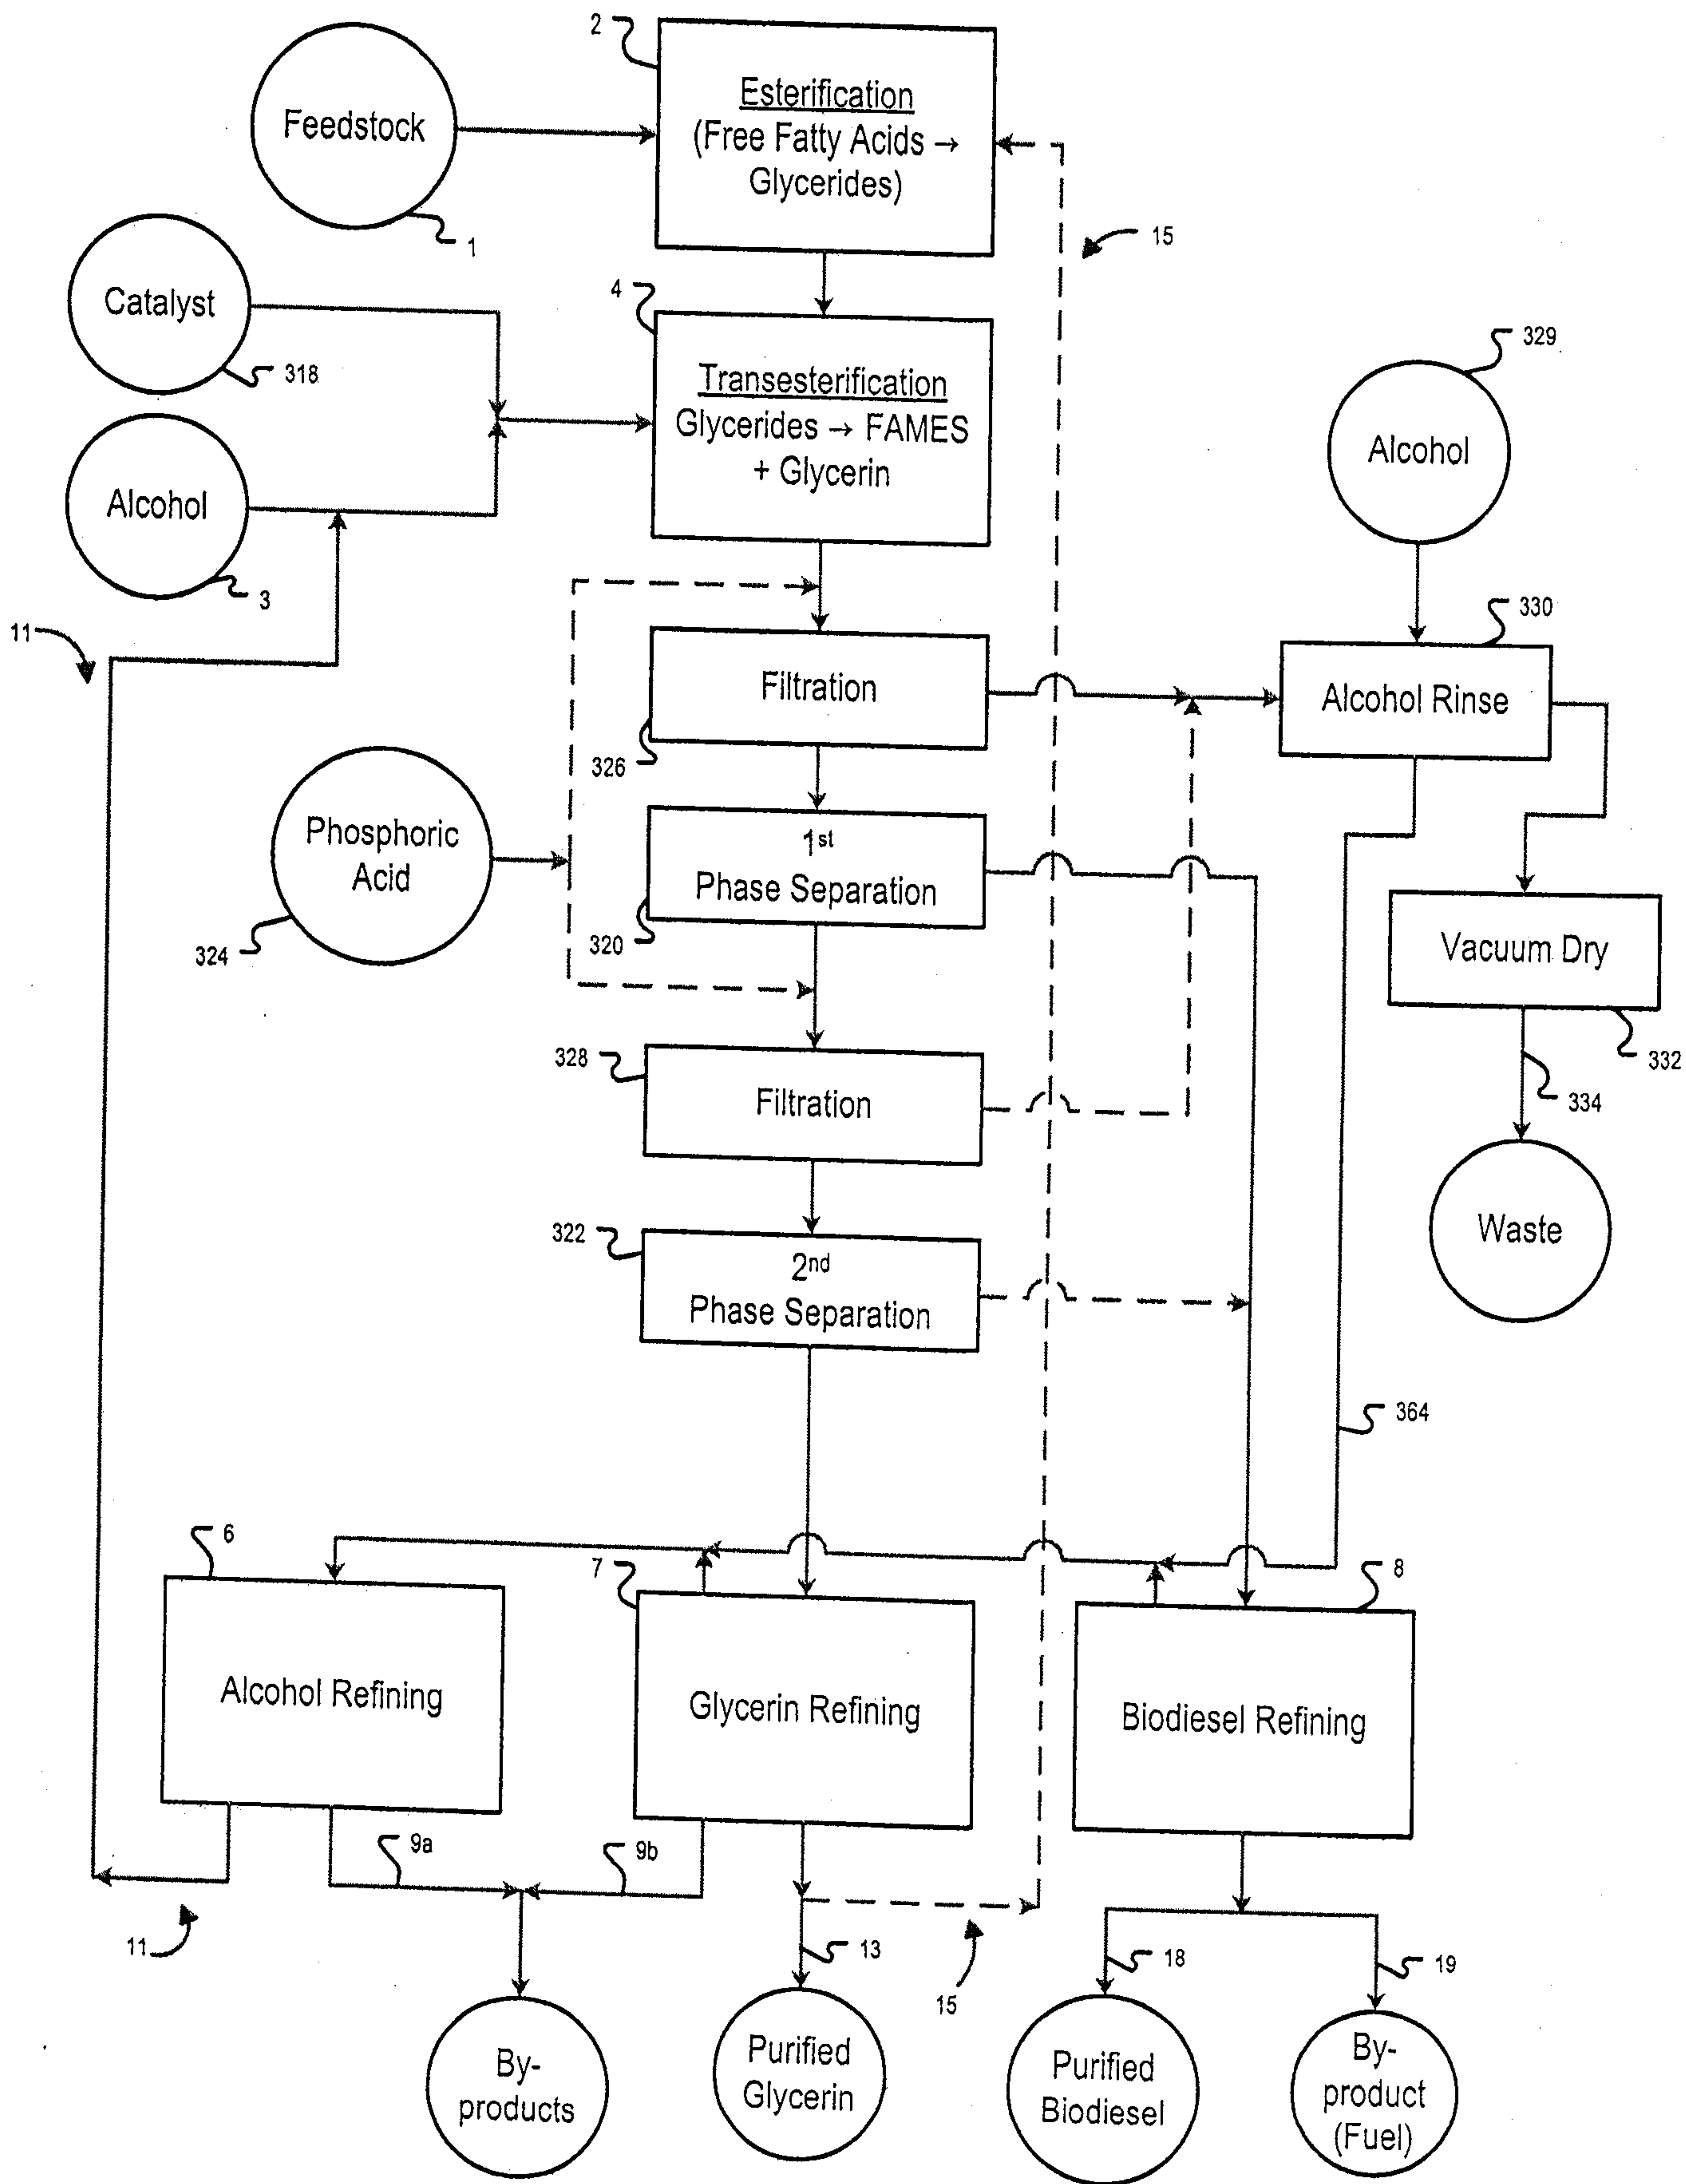 2
Esterification
(Free Fatty Acids →
Glycerides)
Feedstock
1
15
Catalyst
318
4
Transesterification
Glycerides → FAMES
+ Glycerin
329
Alcohol
Alcohol
3
11
330
Filtration
Alcohol Rinse
326
Phosphoric
Acid
324
1st
Phase Separation
320
Vacuum Dry
332
328
Filtration
334
Waste
322
2nd
Phase Separation
364
6
7
8
Alcohol Refining
Glycerin Refining
Biodiesel Refining
9a
9b
11
13
15
18
19
By-
products
Purified
Glycerin
Purified
Biodiesel
By-
product
(Fuel)